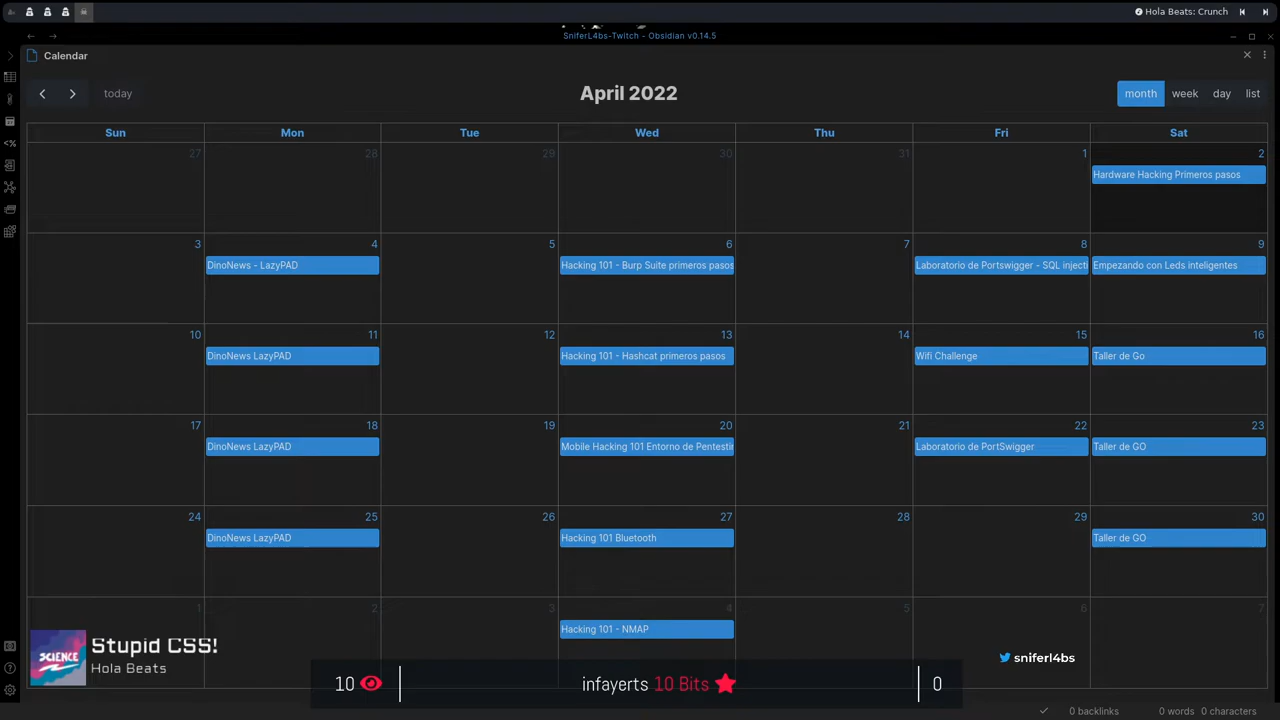 Hola Beats: Crunch
SniferL4bs-Twitch - Obsidian v0.14.5
Calendar
today
April 2022
month week day list
Sun Mon Tue Wed Thu Fri Sat
27 28 29 30 31 1 2
Hardware Hacking Primeros pasos
3 4 5 6 7 8 9
DinoNews - LazyPAD
Hacking 101 - Burp Suite primeros pasos
Laboratorio de Portswigger - SQL injecti
Empezando con Leds inteligentes
10 11 12 13 14 15 16
DinoNews LazyPAD
Hacking 101 - Hashcat primeros pasos
Wifi Challenge
Taller de Go
17 18 19 20 21 22 23
DinoNews LazyPAD
Mobile Hacking 101 Entorno de Pentestin
Laboratorio de PortSwigger
Taller de GO
24 25 26 27 28 29 30
DinoNews LazyPAD
Hacking 101 Bluetooth
Taller de GO
1 2 3 4 5 6 7
Hacking 101 - NMAP
SCIENCE
Stupid CSS!
Hola Beats
sniferl4bs
10
infayerts 10 Bits
0
0 backlinks 0 words 0 characters